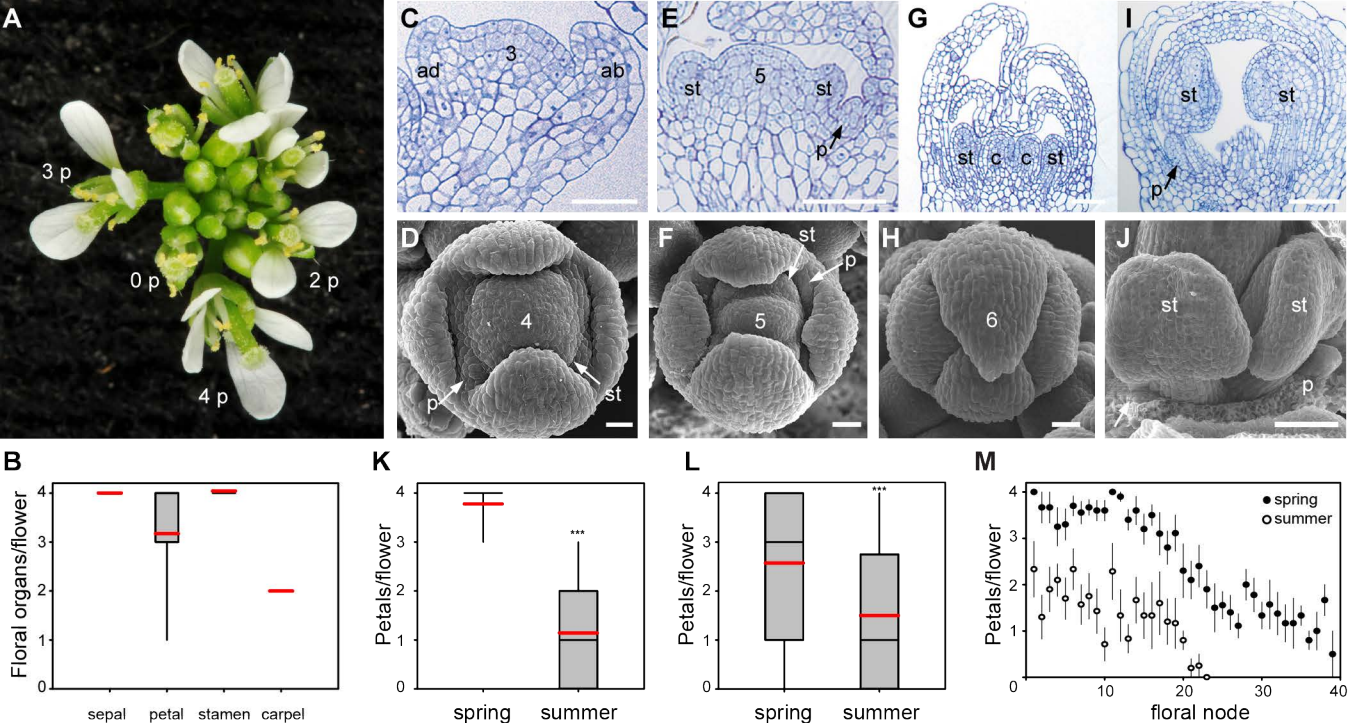 A
3 p
0 p
2 p
4 p
C
3
ad
ab
E
5
st
st
p
G
st
c
c
st
I
st
st
p
D
4
p
st
F
st
p
5
H
6
J
st
st
p
B
Floral organs/flower
4
3
2
1
0
sepal petal stamen carpel
K
Petals/flower
4
3
2
1
0
***
spring summer
L
Petals/flower
4
3
2
1
0
***
spring summer
M
Petals/flower
4
3
2
1
0
10 20 30 40
spring
summer
floral node